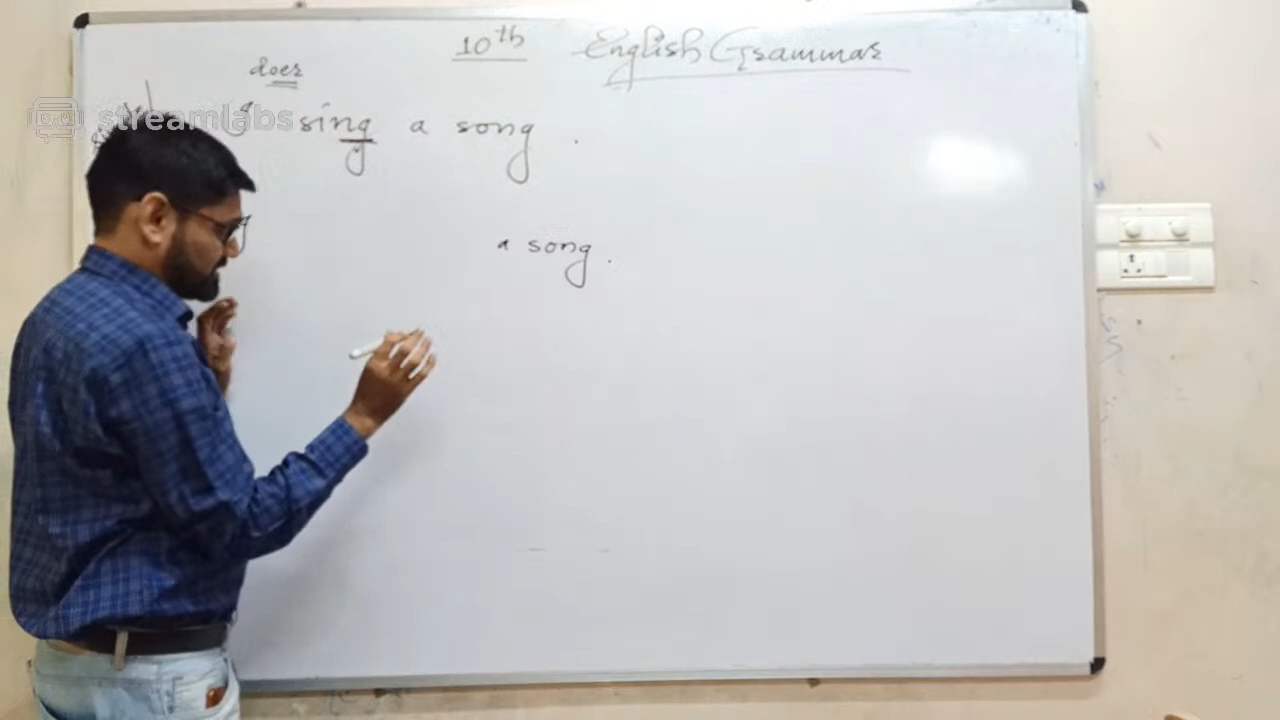 10th English Grammar
does
sing a song .
streamlabs
a song .